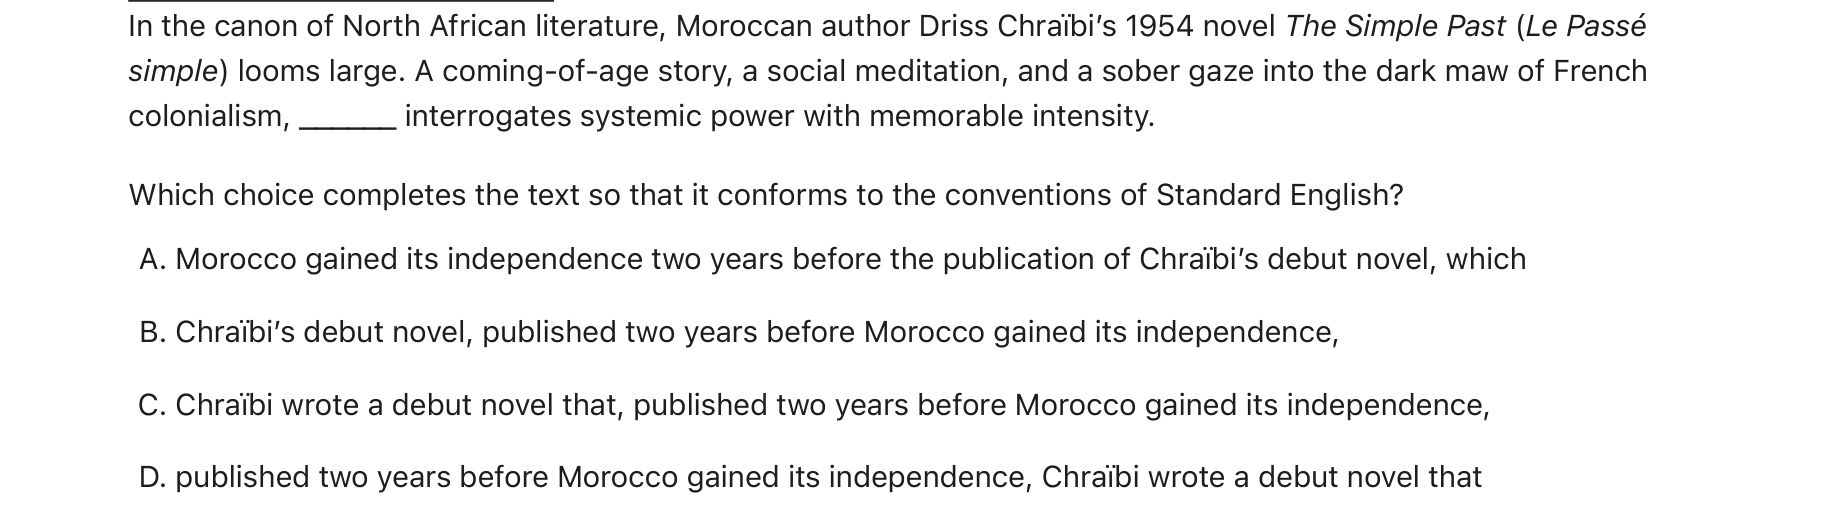 In the canon of North African literature, Moroccan author Driss Chraïbi’s 1954 novel The Simple Past (Le Passé
simple) looms large. A coming-of-age story, a social meditation, and a sober gaze into the dark maw of French
colonialism, ______ interrogates systemic power with memorable intensity.
Which choice completes the text so that it conforms to the conventions of Standard English?
A. Morocco gained its independence two years before the publication of Chraïbi’s debut novel, which
B. Chraïbi’s debut novel, published two years before Morocco gained its independence,
C. Chraïbi wrote a debut novel that, published two years before Morocco gained its independence,
D. published two years before Morocco gained its independence, Chraïbi wrote a debut novel that